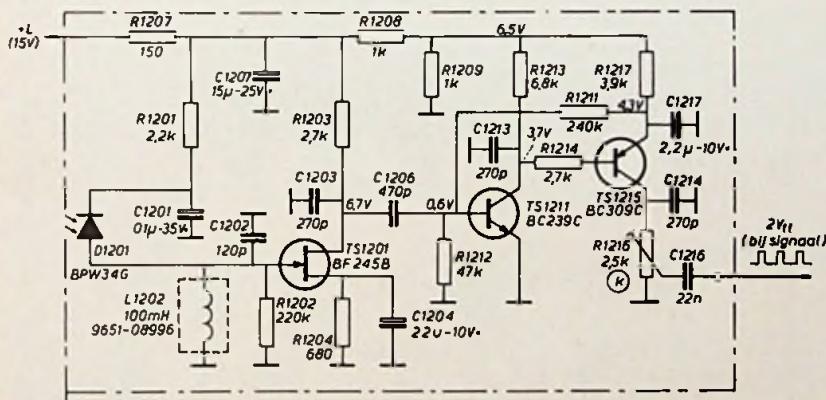 +L
(15V)
R1207
150
R1208
1k
6,5V
C1207
15µ-25V
R1209
1k
R1213
6,8k
R1217
3,9k
R1201
2,2k
R1203
2,7k
R1211
240k
4,3V
C1217
2,2µ-10V
C1213
270p
3,7V
R1214
2,7k
C1203
270p
C1206
470p
6,7V
0,6V
C1201
0,1µ-35V
C1202
120p
D1201
BPW34G
TS1201
BF245B
TS1211
BC239C
TS1215
BC309C
C1214
270p
R1212
47k
R1216
2,5k
k
C1216
22n
2Vtt
(bij signaal)
L1202
100mH
9651-08996
R1202
220k
R1204
680
C1204
22µ-10V